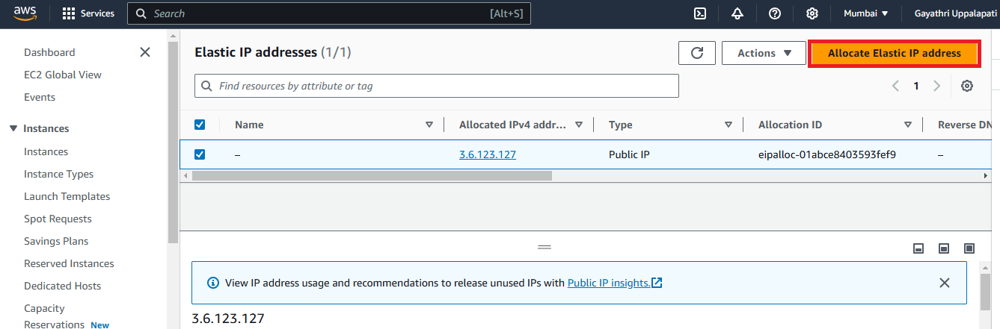 aws Services Search [Alt+S] Mumbai Gayathri Uppalapati
Dashboard
EC2 Global View
Events
Instances
Instances
Instance Types
Launch Templates
Spot Requests
Savings Plans
Reserved Instances
Dedicated Hosts
Capacity
Reservations New
Elastic IP addresses (1/1) Actions Allocate Elastic IP address
Find resources by attribute or tag 1
Name Allocated IPv4 addr... Type Allocation ID Reverse DN
– 3.6.123.127 Public IP eipalloc-01abce8403593fef9 –
View IP address usage and recommendations to release unused IPs with Public IP insights.
3.6.123.127